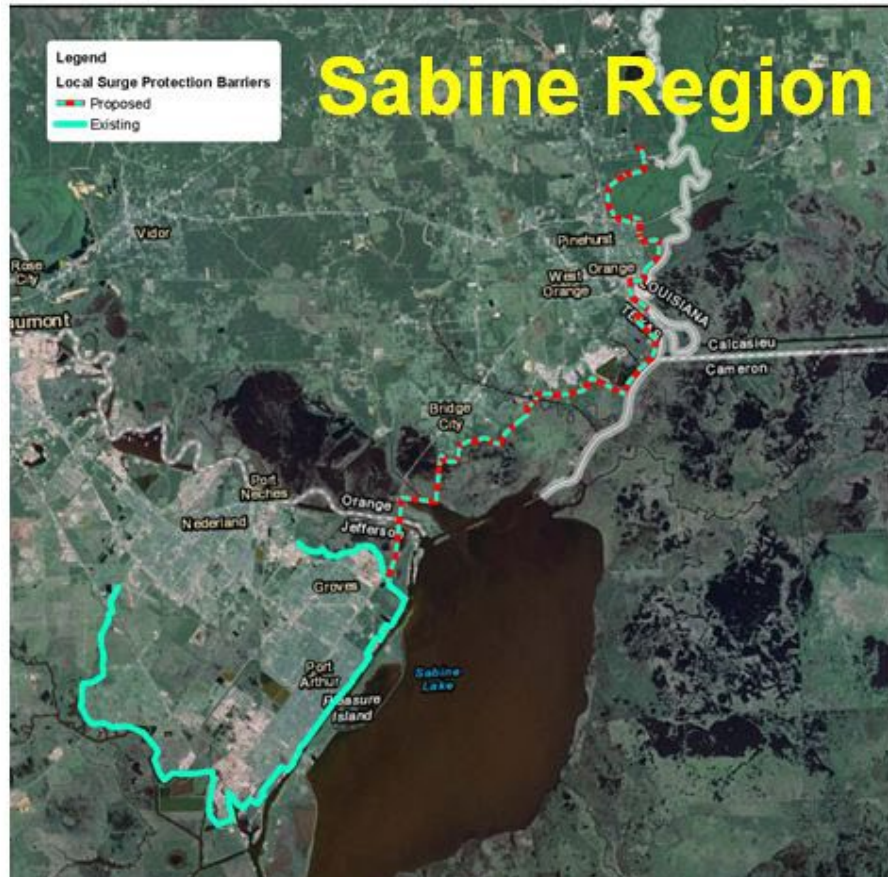 Legend
Local Surge Protection Barriers
Proposed
Existing
Sabine Region
Vidor
Rose
City
aumont
Pinehurst
West
Orange
Orange
LOUISIANA
TEXAS
Calcasieu
Cameron
Bridge
City
Port
Neches
Nederland
Orange
Jefferson
Groves
Port
Arthur
Pleasure
Island
Sabine
Lake